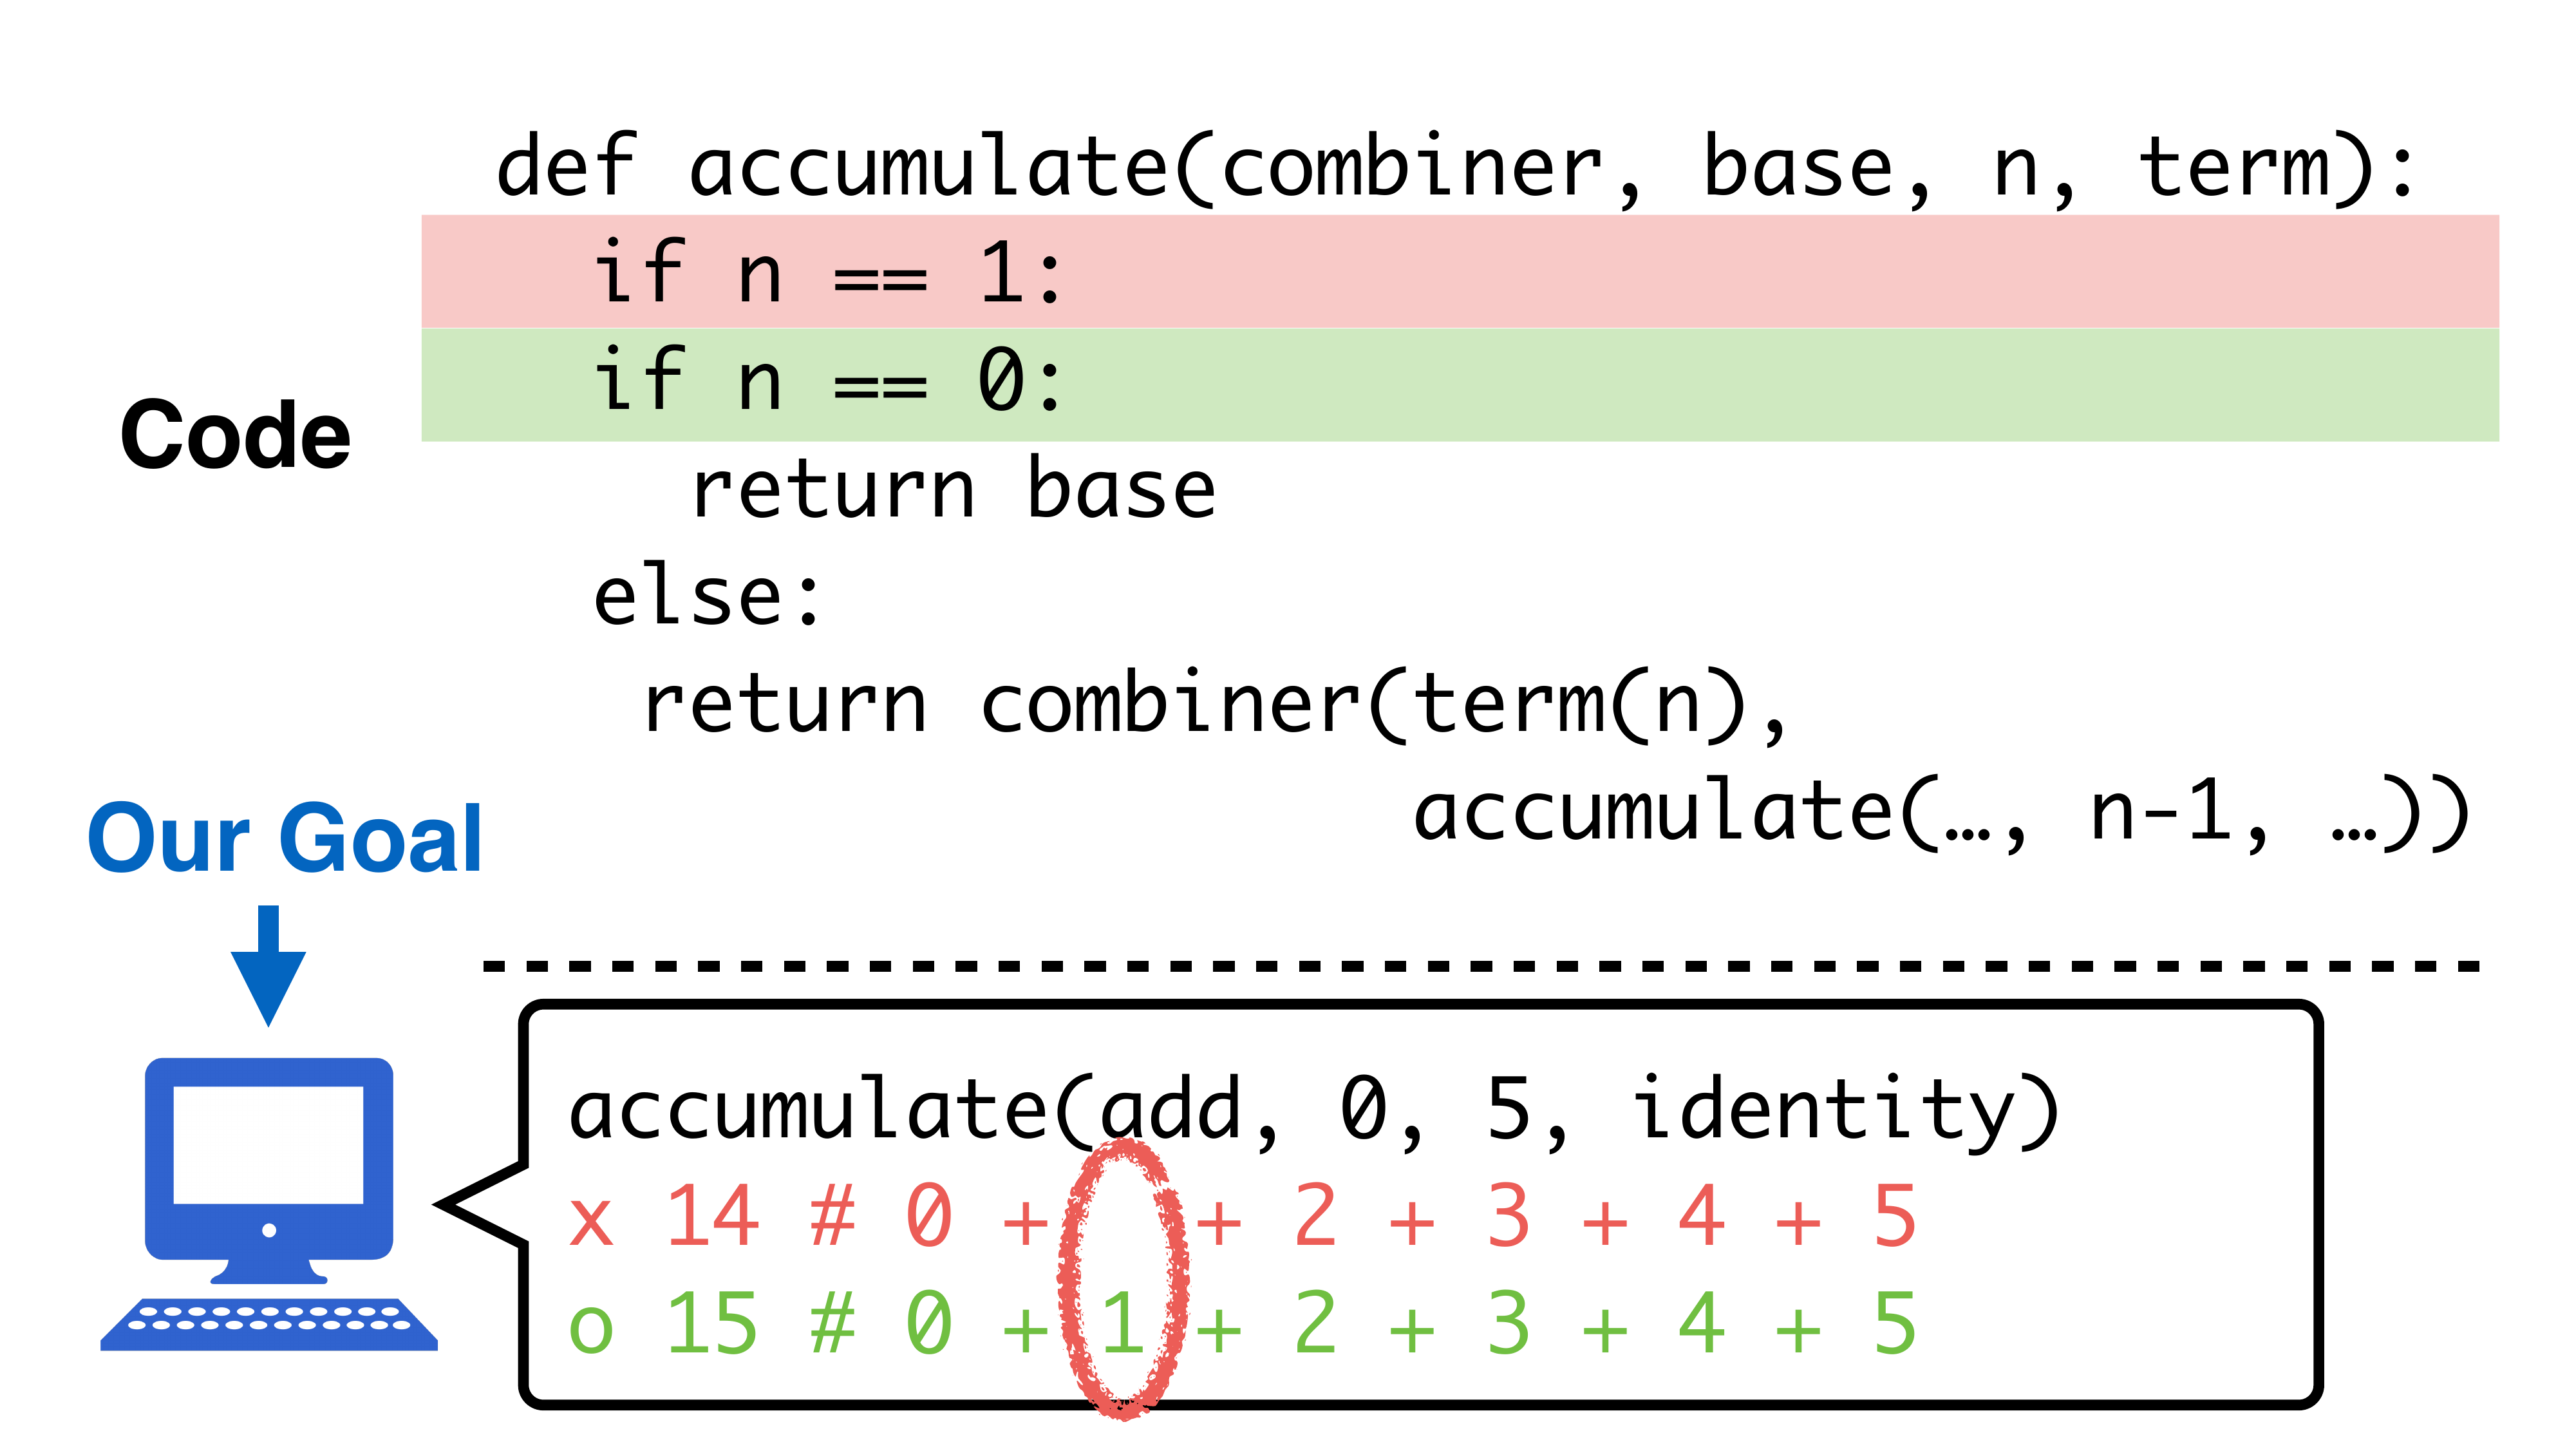 def accumulate(combiner, base, n, term):
if n == 1:
if n == 0:
Code
return base
else:
return combiner(term(n),
accumulate(…, n-1, …))
Our Goal
accumulate(add, 0, 5, identity)
x 14 # 0 + + 2 + 3 + 4 + 5
o 15 # 0 + 1 + 2 + 3 + 4 + 5